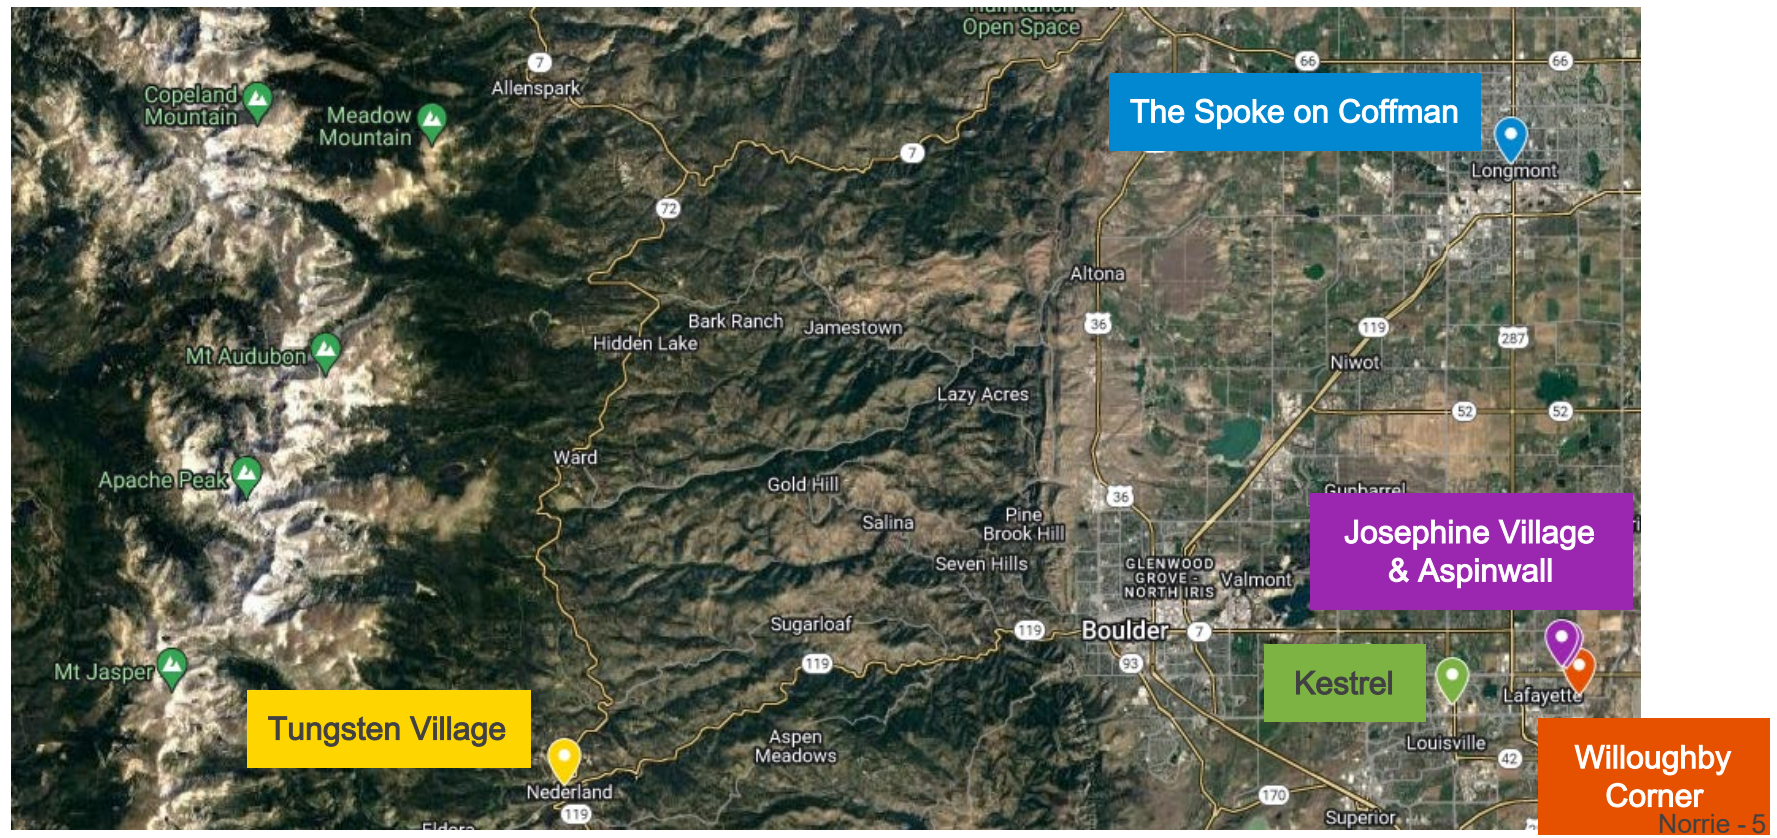 Hall Ranch
Open Space
7
66
66
Allenspark
Copeland
Mountain
Meadow
Mountain
The Spoke on Coffman
7
Longmont
72
Altona
Bark Ranch
Jamestown
36
119
287
Hidden Lake
Mt Audubon
Niwot
Lazy Acres
52
52
Ward
Apache Peak
Gold Hill
36
Gunbarrel
Salina
Pine
Brook Hill
Josephine Village
& Aspinwall
Seven Hills
GLENWOOD
GROVE -
NORTH IRIS
Valmont
Sugarloaf
119
Boulder
7
119
93
Mt Jasper
Kestrel
Lafayette
Tungsten Village
Aspen
Meadows
Louisville
42
Willoughby
Corner
Nederland
119
170
Superior
Eldora
Norrie - 5